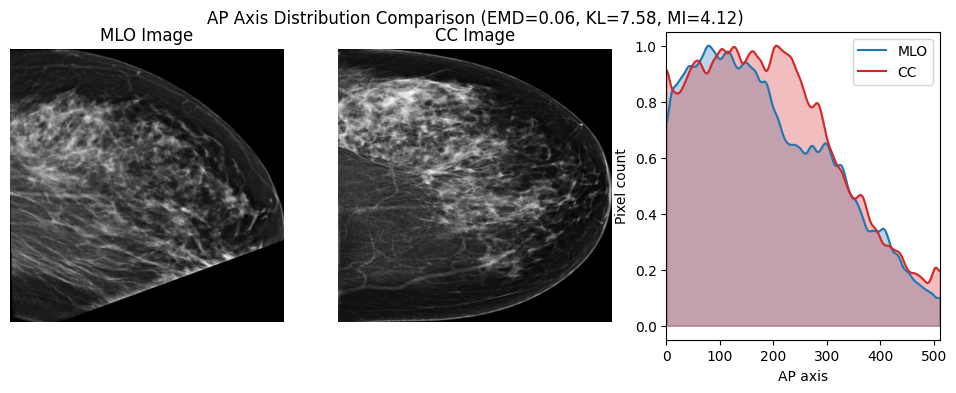 AP Axis Distribution Comparison (EMD=0.06, KL=7.58, MI=4.12)
MLO Image
CC Image
MLO
CC
Pixel count
1.0
0.8
0.6
0.4
0.2
0.0
0 100 200 300 400 500
AP axis